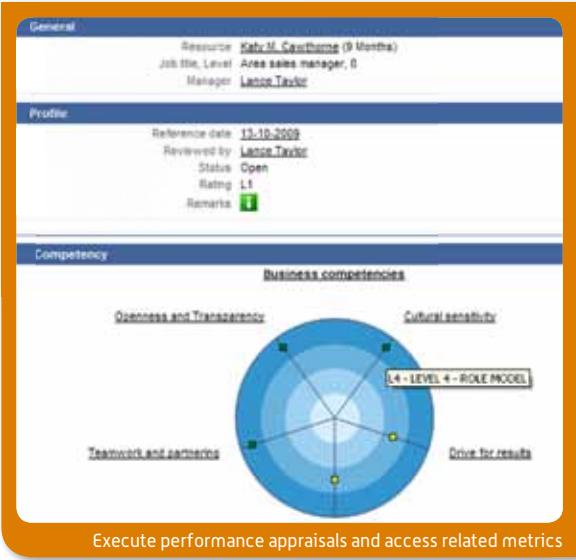 General
Resource Katy M. Cawthorne (9 Months)
Job title, Level Area sales manager, 0
Manager Lance Taylor
Profile
Reference date 13-10-2009
Reviewed by Lance Taylor
Status Open
Rating L1
Remarks
Competency
Business competencies
Openness and Transparency Cultural sensitivity
L4 - LEVEL 4 - ROLE MODEL
Teamwork and partnering Drive for results
Execute performance appraisals and access related metrics